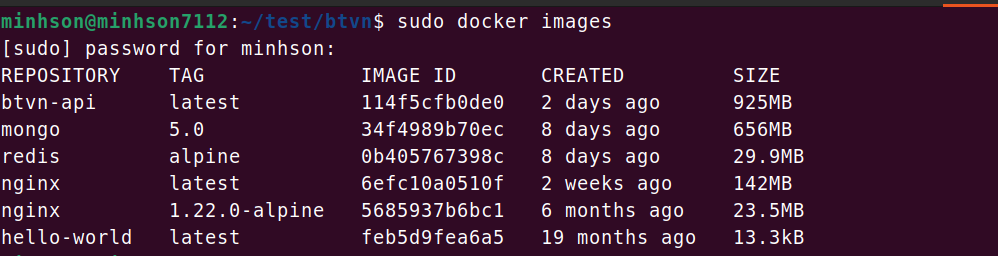 minhson@minhson7112:~/test/btvn$ sudo docker images
[sudo] password for minhson:
REPOSITORY    TAG             IMAGE ID       CREATED         SIZE
btvn-api      latest          114f5cfb0de0   2 days ago      925MB
mongo         5.0             34f4989b70ec   8 days ago      656MB
redis         alpine          0b405767398c   8 days ago      29.9MB
nginx         latest          6efc10a0510f   2 weeks ago     142MB
nginx         1.22.0-alpine   5685937b6bc1   6 months ago    23.5MB
hello-world   latest          feb5d9fea6a5   19 months ago   13.3kB